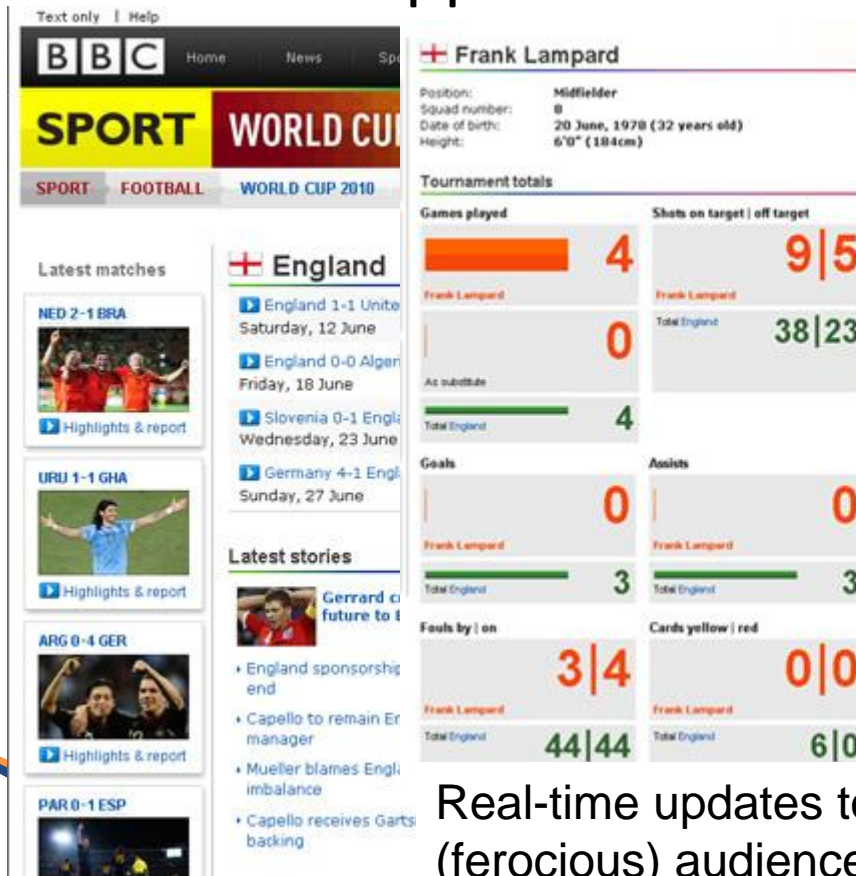 Text only | Help
BBC Home News
SPORT WORLD CUP
SPORT FOOTBALL WORLD CUP 2010
Latest matches
NED 2-1 BRA
Highlights & report
URU 1-1 GHA
Highlights & report
ARG 0-4 GER
Highlights & report
PAR 0-1 ESP
England
England 1-1 Unite
Saturday, 12 June
England 0-0 Alger
Friday, 18 June
Slovenia 0-1 Engla
Wednesday, 23 June
Germany 4-1 Engl
Sunday, 27 June
Latest stories
Gerrard
future to
England sponsorship
end
Capello to remain
manager
Mueller blames Engla
imbalance
Capello receives Garts
backing
Frank Lampard
Position: Midfielder
Squad number: 8
Date of birth: 20 June, 1978 (32 years old)
Height: 6'0" (184cm)
Tournament totals
Games played
4
Frank Lampard
0
As substitute
Total England 4
Shots on target | off target
9|5
Frank Lampard
Total England 38|23
Goals
0
Frank Lampard
Total England 3
Assists
0
Frank Lampard
Total England 3
Fouls by | on
3|4
Frank Lampard
Total England 44|44
Cards yellow | red
0|0
Frank Lampard
Total England 6|0
Real-time updates to
(ferocious) audience